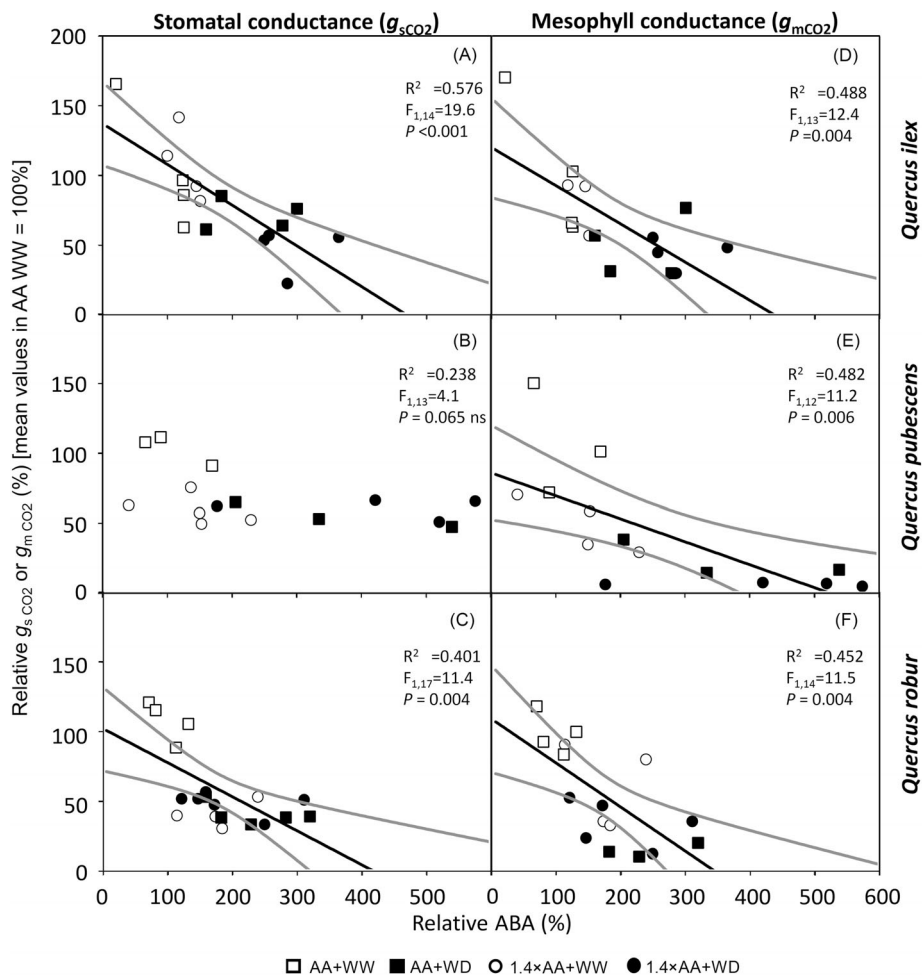 Stomatal conductance (gsCO2) Mesophyll conductance (gmCO2)
Relative gs CO2 or gm CO2 (%) [mean values in AA WW = 100%]
200
150
100
50
0
(A)
R² =0.576
F1,14=19.6
P <0.001
(D)
R² =0.488
F1,13=12.4
P =0.004
Quercus ilex
150
100
50
0
(B)
R² =0.238
F1,13=4.1
P = 0.065 ns
(E)
R² =0.482
F1,12=11.2
P =0.006
Quercus pubescens
150
100
50
0
(C)
R² =0.401
F1,17=11.4
P =0.004
(F)
R² =0.452
F1,14=11.5
P =0.004
Quercus robur
0 100 200 300 400 500 0 100 200 300 400 500 600
Relative ABA (%)
□ AA+WW ■ AA+WD ○ 1.4×AA+WW ● 1.4×AA+WD